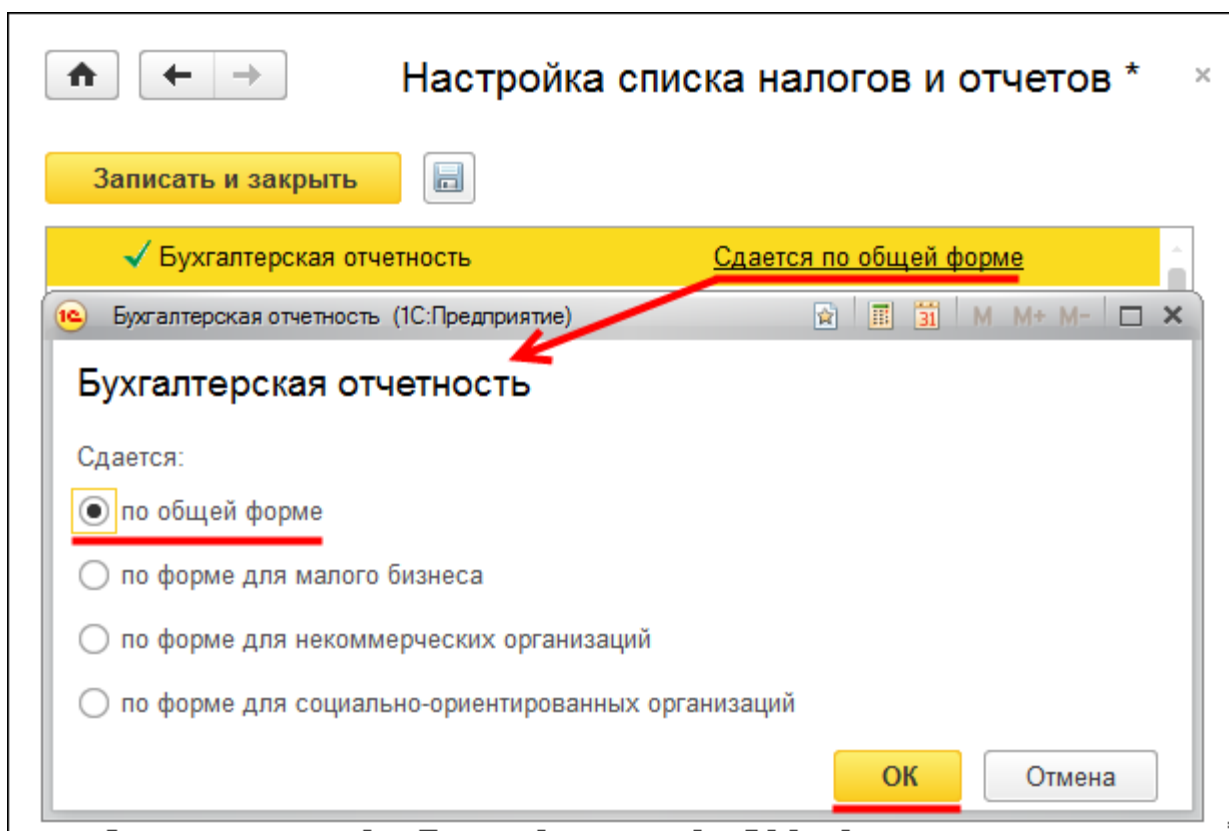 Настройка списка налогов и отчетов *
Записать и закрыть
Бухгалтерская отчетность Сдается по общей форме
1С Бухгалтерская отчетность (1С:Предприятие) 31 M M+ M-
Бухгалтерская отчетность
Сдается:
по общей форме
по форме для малого бизнеса
по форме для некоммерческих организаций
по форме для социально-ориентированных организаций
ОК Отмена